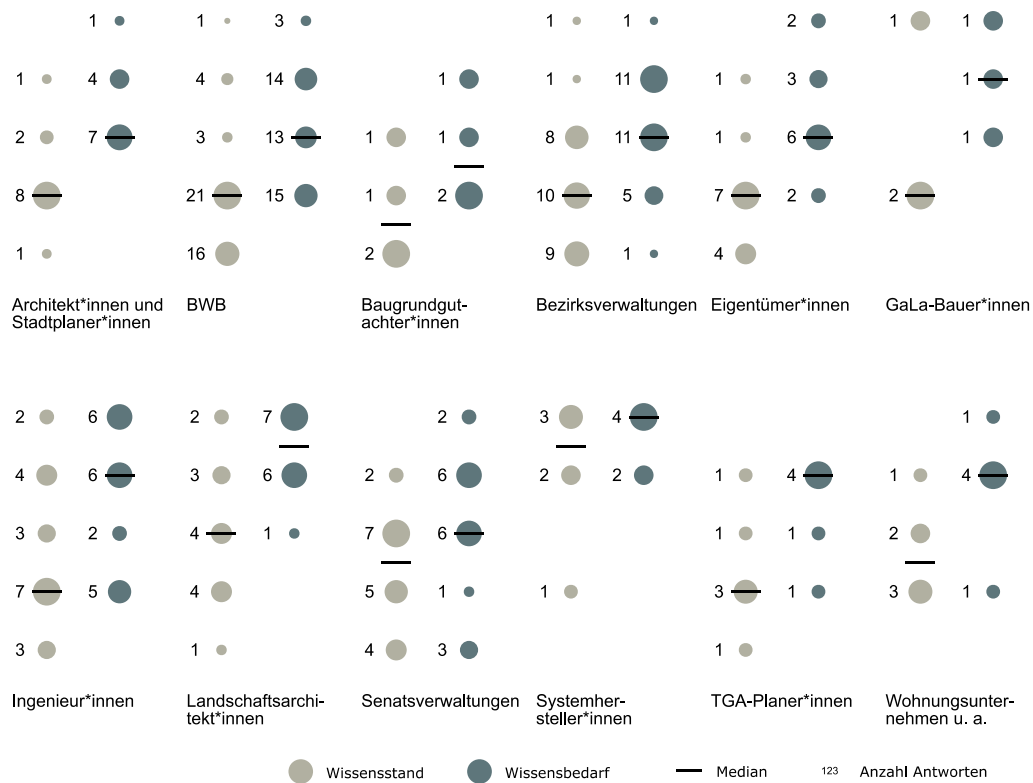 1 3 1 1 2 1 1
1 1
1 4 4 14 1 1 11 1 3 1
2 7 3 13 1 1 8 11 1 6 1
8 21 15 1 2 10 5 7 2 2
1 16 2 9 1 4
Architekt*innen und
Stadtplaner*innen
BWB
Baugrundgut-
achter*innen
Bezirksverwaltungen
Eigentümer*innen
GaLa-Bauer*innen
2 6 2 7 2 3 4 1
4 6 3 6 2 6 2 2 1 4 1 4
3 2 4 1 7 6 1 1 2
7 5 4 5 1 1 3 1 3 1
3 1 4 3 1
Ingenieur*innen
Landschaftsarchi-
tekt*innen
Senatsverwaltungen
Systemher-
steller*innen
TGA-Planer*innen
Wohnungsunter-
nehmen u. a.
Wissensstand
Wissensbedarf
Median
123 Anzahl Antworten